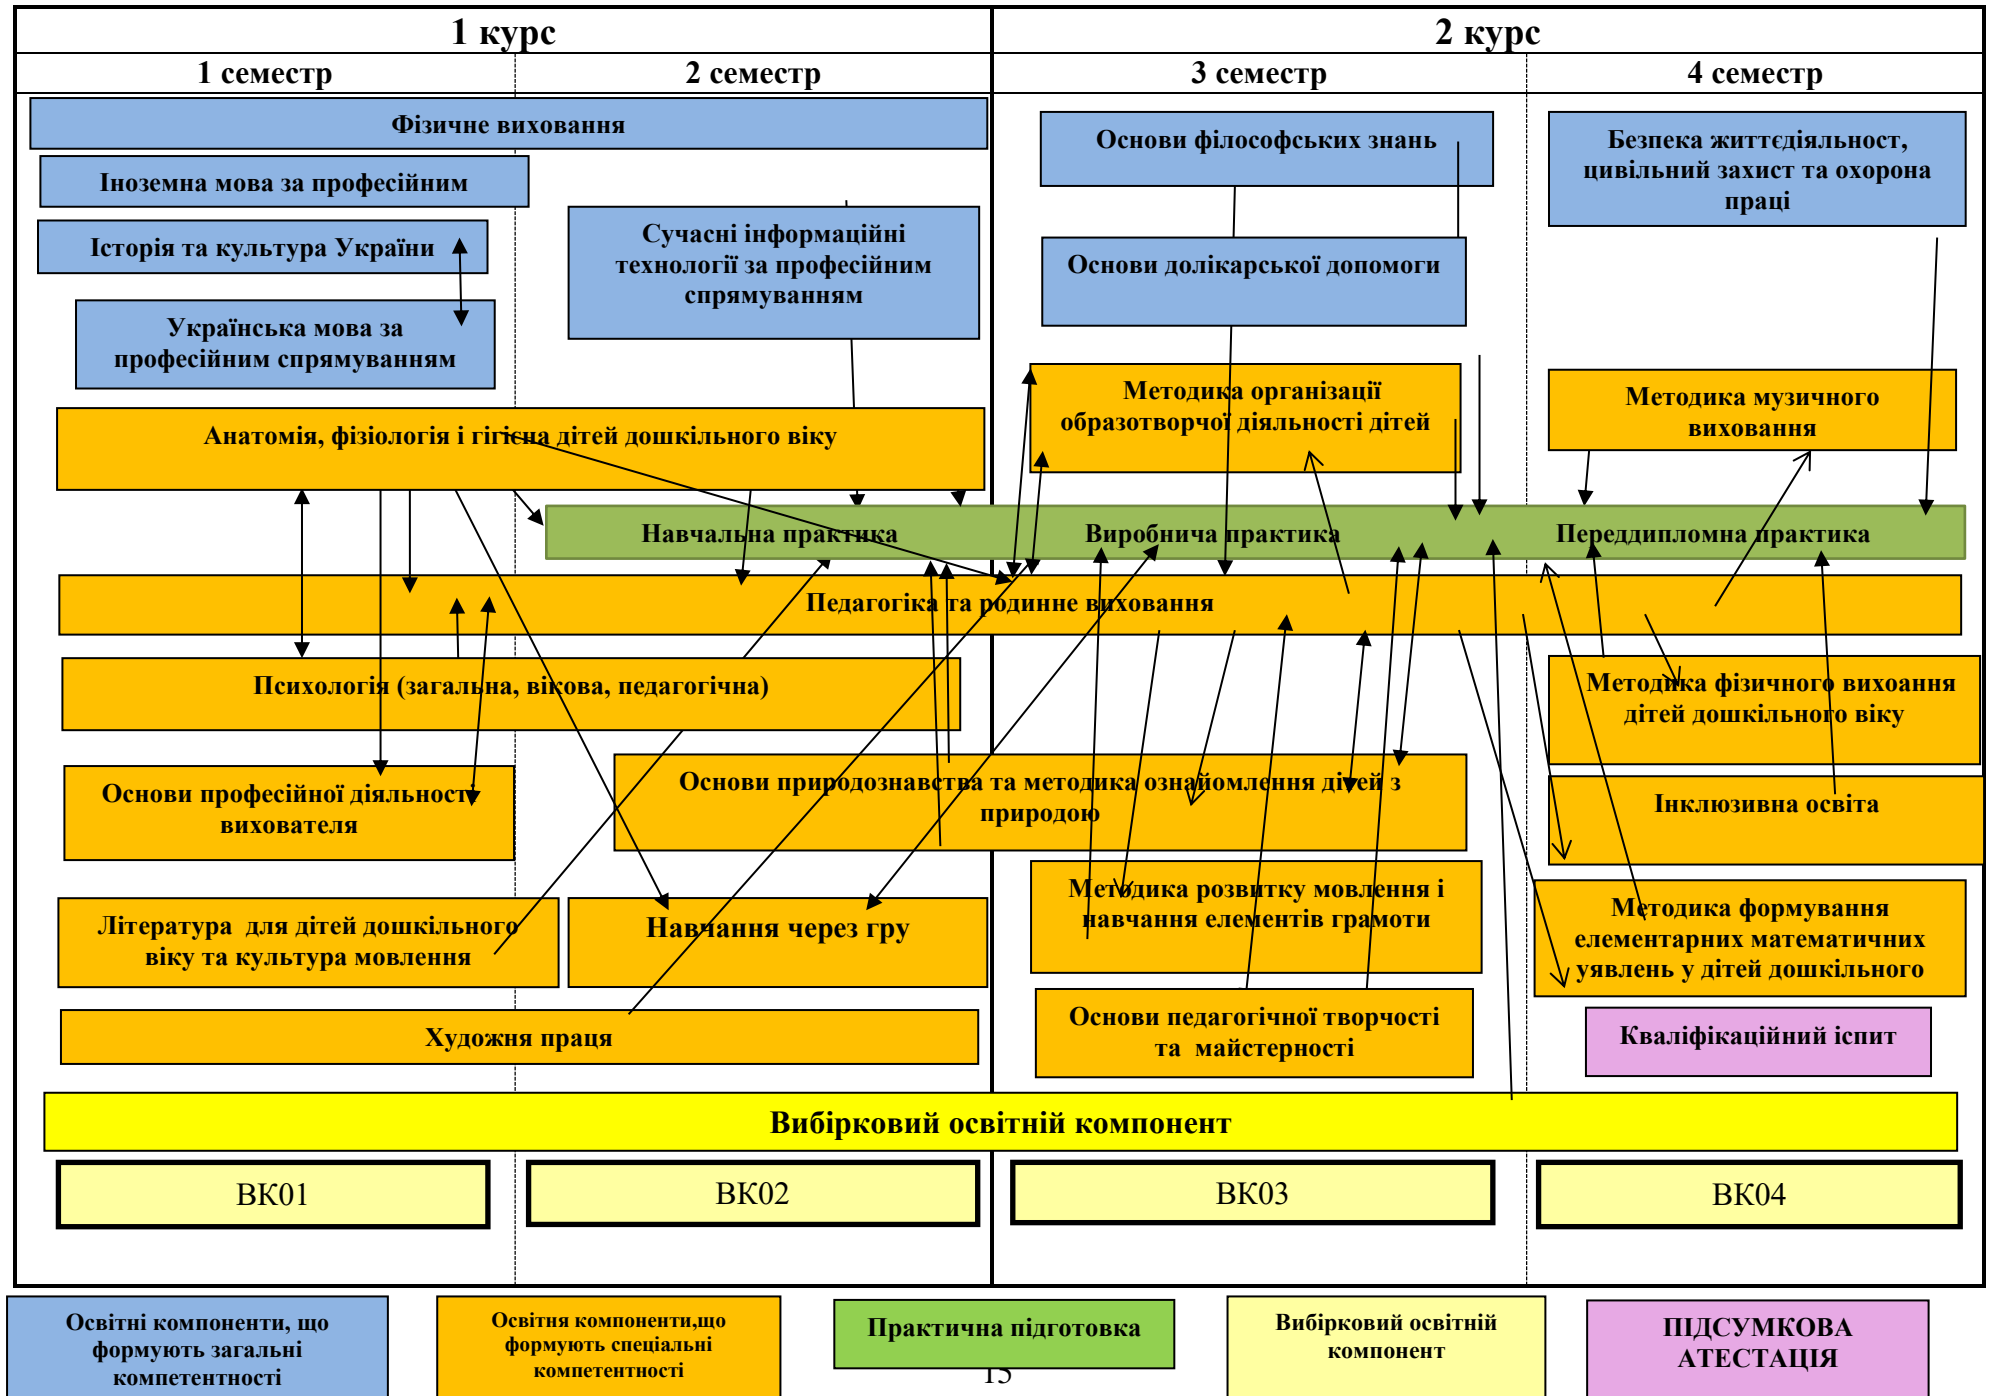 1 курс
2 курс
1 семестр
2 семестр
3 семестр
4 семестр
Фізичне виховання
Іноземна мова за професійним
Історія та культура України
Українська мова за
професійним спрямуванням
Сучасні інформаційні
технології за професійним
спрямуванням
Основи філософських знань
Основи долікарської допомоги
Безпека життєдіяльност,
цивільний захист та охорона
праці
Методика організації
образотворчої діяльності дітей
Методика музичного
виховання
Анатомія, фізіологія і гігієна дітей дошкільного віку
Навчальна практика
Виробнича практика
Переддипломна практика
Педагогіка та родинне виховання
Психологія (загальна, вікова, педагогічна)
Методика фізичного вихоання
дітей дошкільного віку
Основи професійної діяльності
вихователя
Основи природознавства та методика ознайомлення дітей з
природою
Інклюзивна освіта
Література для дітей дошкільного
віку та культура мовлення
Навчання через гру
Методика розвитку мовлення і
навчання елементів грамоти
Методика формування
елементарних математичних
уявлень у дітей дошкільного
Художня праця
Основи педагогічної творчості
та майстерності
Кваліфікаційний іспит
Вибірковий освітній компонент
ВК01
ВК02
ВК03
ВК04
Освітні компоненти, що
формують загальні
компетентності
Освітня компоненти,що
формують спеціальні
компетентності
Практична підготовка
Вибірковий освітній
компонент
ПІДСУМКОВА
АТЕСТАЦІЯ
15